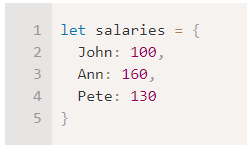 1 let salaries = {
2   John: 100,
3   Ann: 160,
4   Pete: 130
5 }